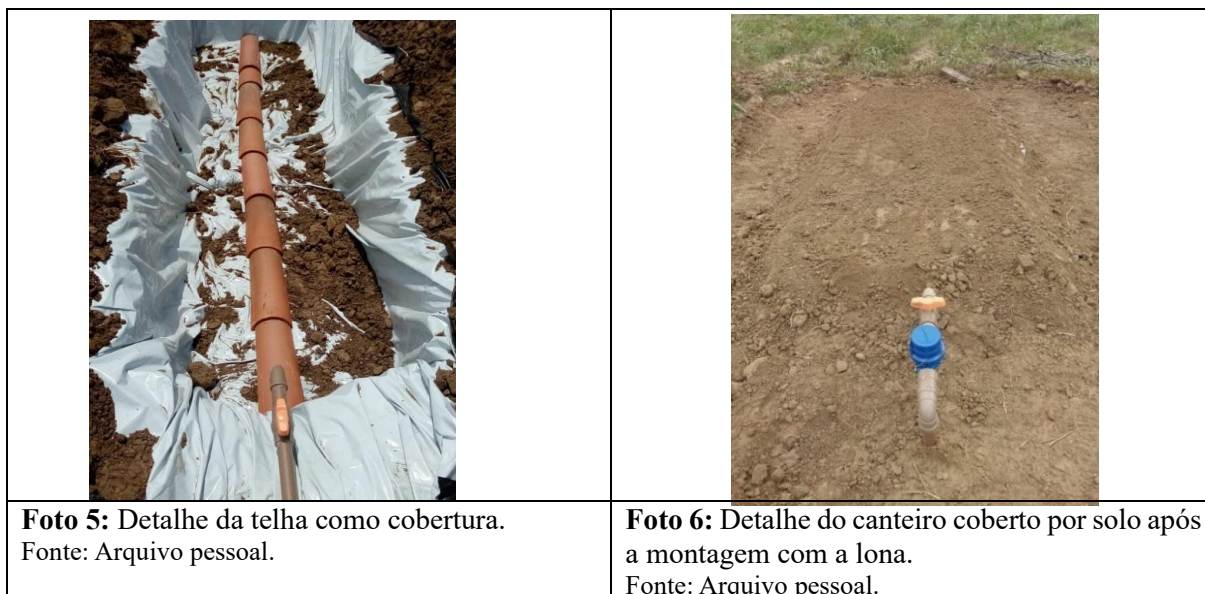 Foto 5: Detalhe da telha como cobertura.
Fonte: Arquivo pessoal.
Foto 6: Detalhe do canteiro coberto por solo após
a montagem com a lona.
Fonte: Arquivo pessoal.